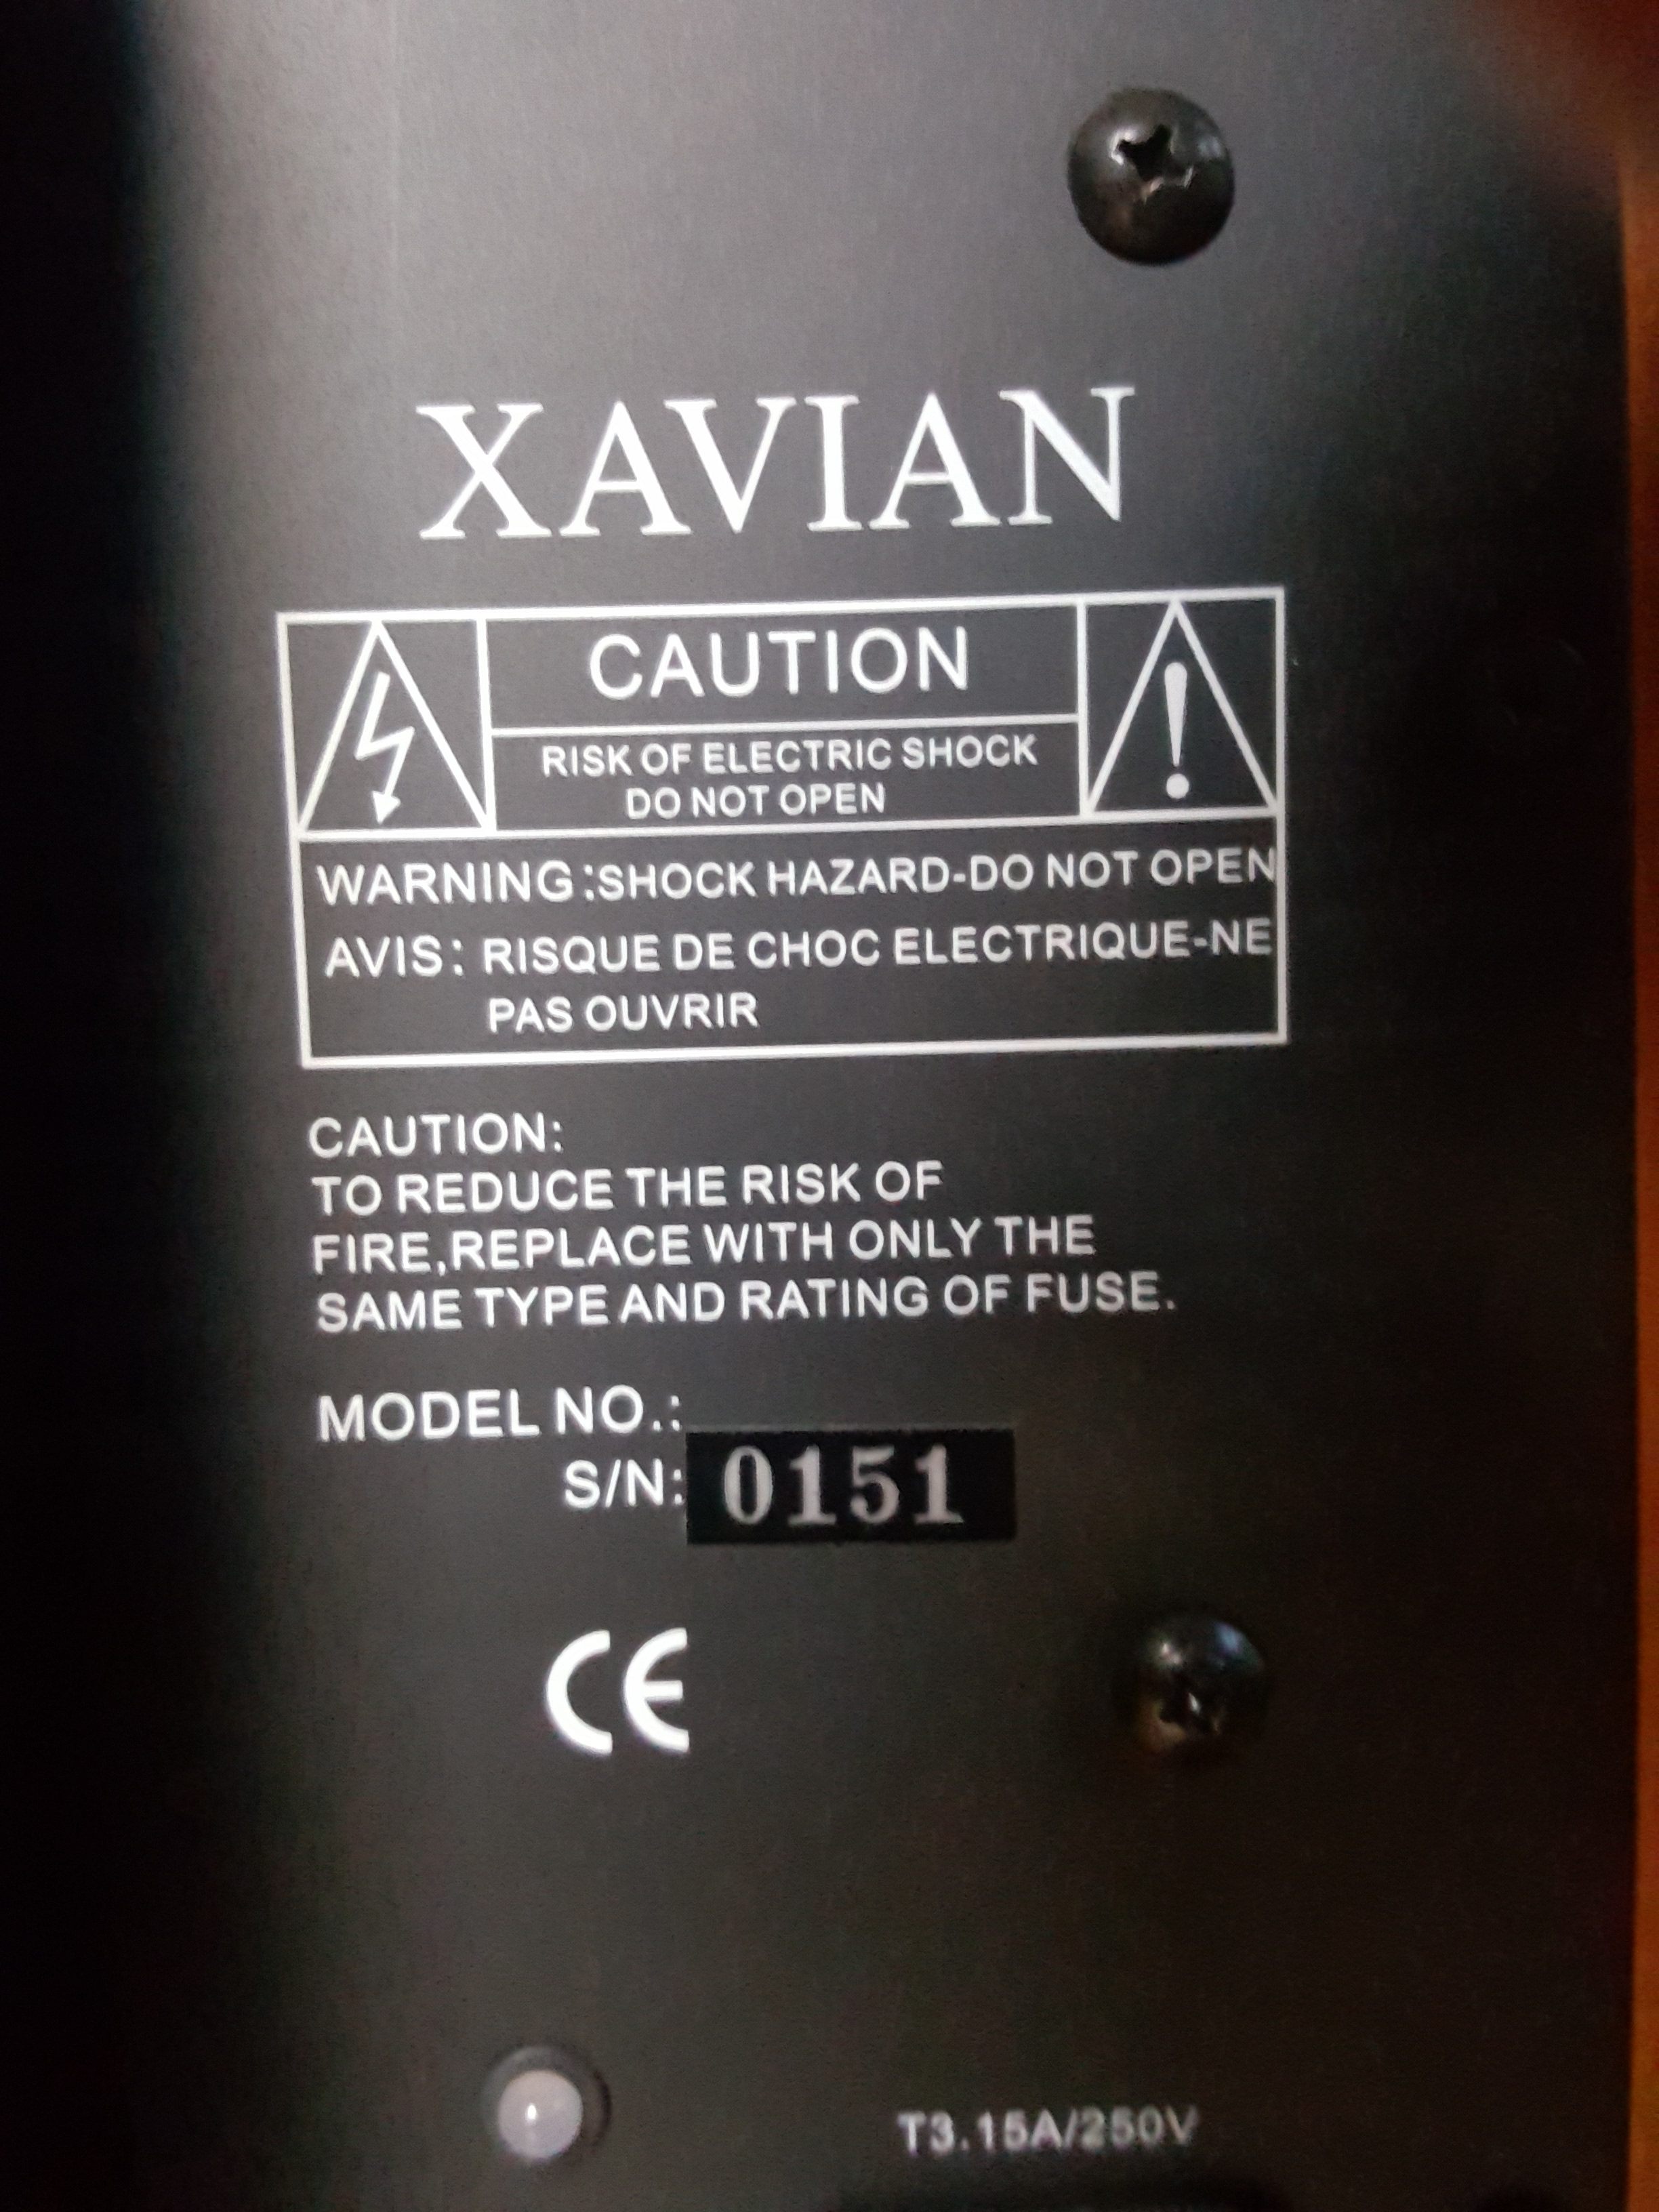 XAVIAN
CAUTION
RISK OF ELECTRIC SHOCK
DO NOT OPEN
WARNING:SHOCK HAZARD-DO NOT OPEN
AVIS: RISQUE DE CHOC ELECTRIQUE-NE
PAS OUVRIR
CAUTION:
TO REDUCE THE RISK OF
FIRE,REPLACE WITH ONLY THE
SAME TYPE AND RATING OF FUSE.
MODEL NO.:
S/N: 0151
CE
T3.15A/250V